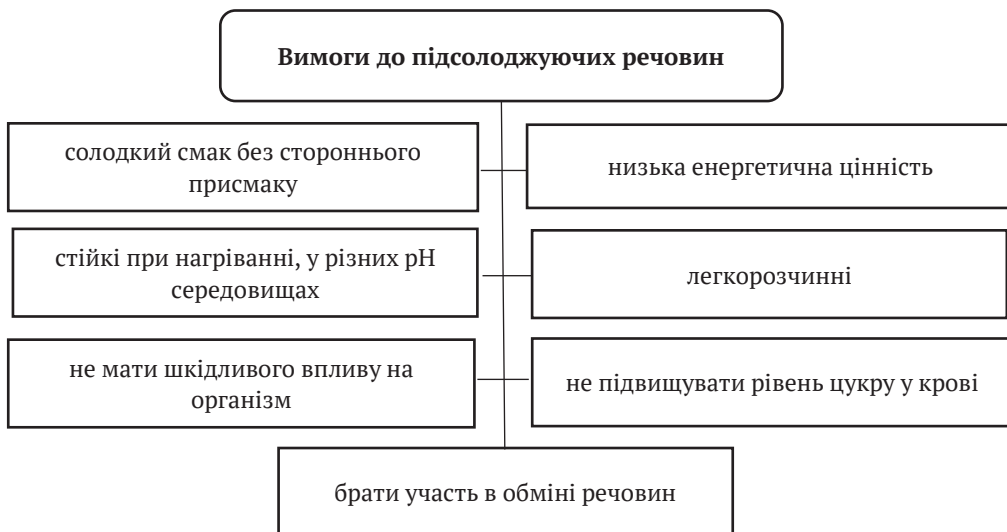 Вимоги до підсолоджуючих речовин
солодкий смак без стороннього
присмаку
низька енергетична цінність
стійкі при нагріванні, у різних рН
середовищах
легкорозчинні
не мати шкідливого впливу на
організм
не підвищувати рівень цукру у крові
брати участь в обміні речовин